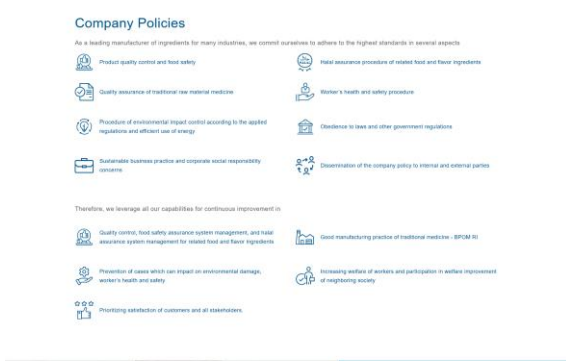 Company Policies
As a leading manufacturer of ingredients for many industries, we commit ourselves to adhere to the highest standards in several aspects
Product quality control and food safety
Halal assurance procedure of related food and flavor ingredients
Quality assurance of traditional raw material medicine
Worker's health and safety procedure
Procedure of environmental impact control according to the applied
regulations and efficient use of energy
Obedience to laws and other government regulations
Sustainable business practice and corporate social responsibility
concerns
Dissemination of the company policy to internal and external parties
Therefore, we leverage all our capabilities for continuous improvement in
Quality control, food safety assurance system management, and halal
assurance system management for related food and flavor ingredients
Good manufacturing practice of traditional medicine - BPOM RI
Prevention of cases which can impact on environmental damage,
worker's health and safety
Increasing welfare of workers and participation in welfare improvement
of neighboring society
Prioritizing satisfaction of customers and all stakeholders.